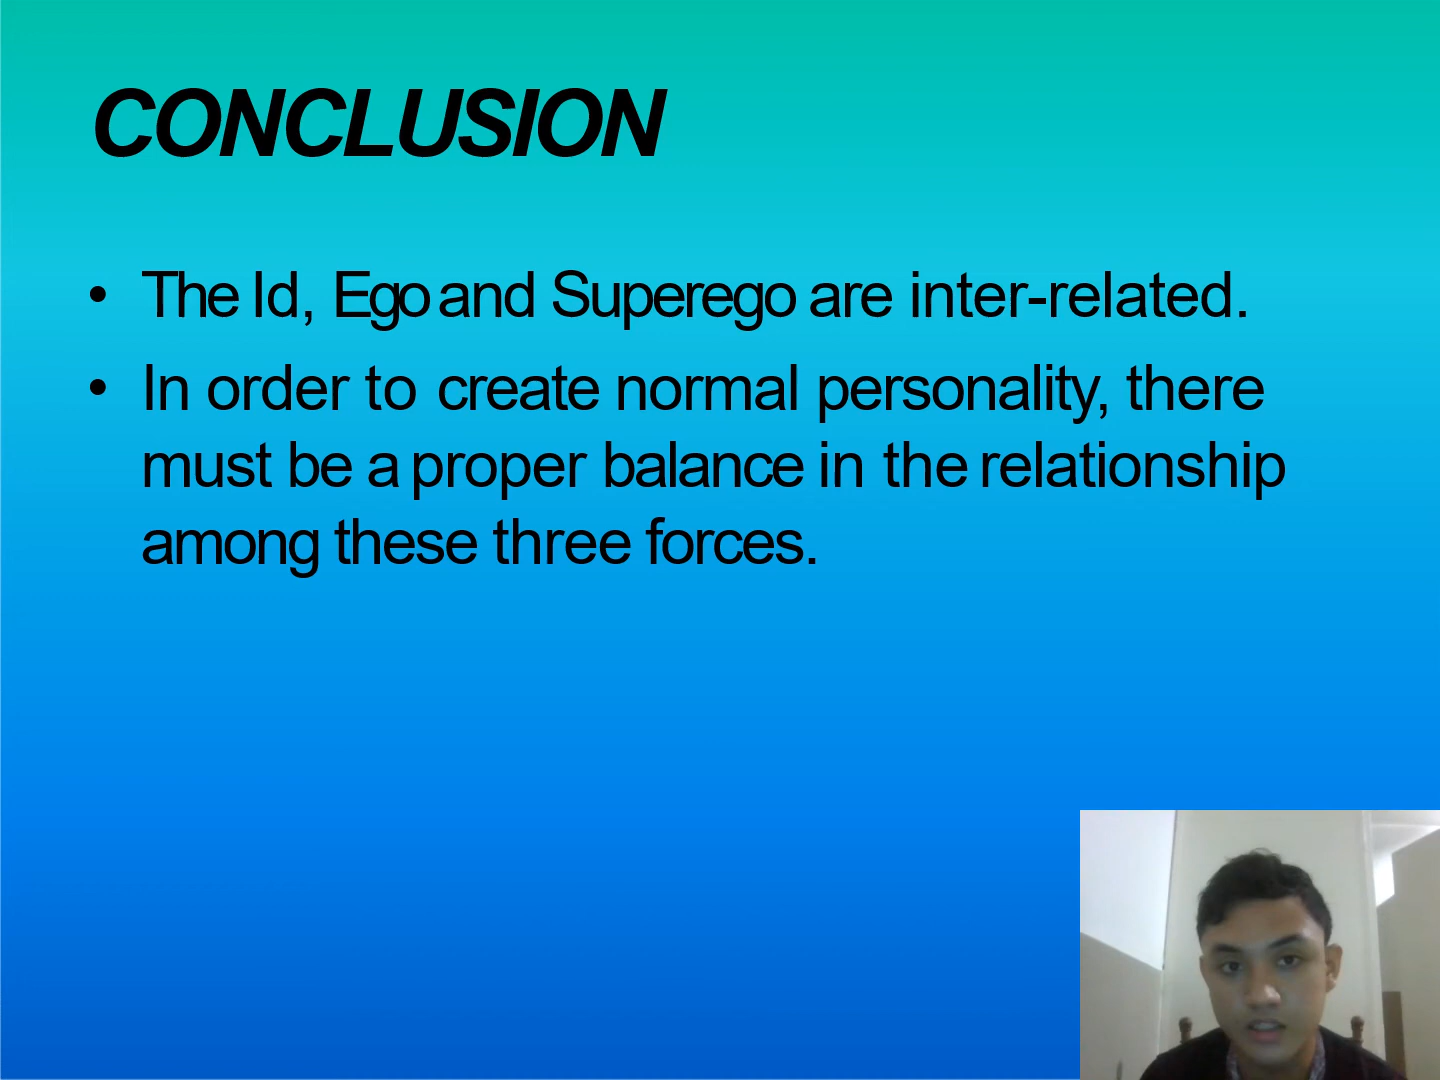 CONCLUSION
• The Id, Ego and Superego are inter-related.
• In order to create normal personality, there
must be a proper balance in the relationship
among these three forces.